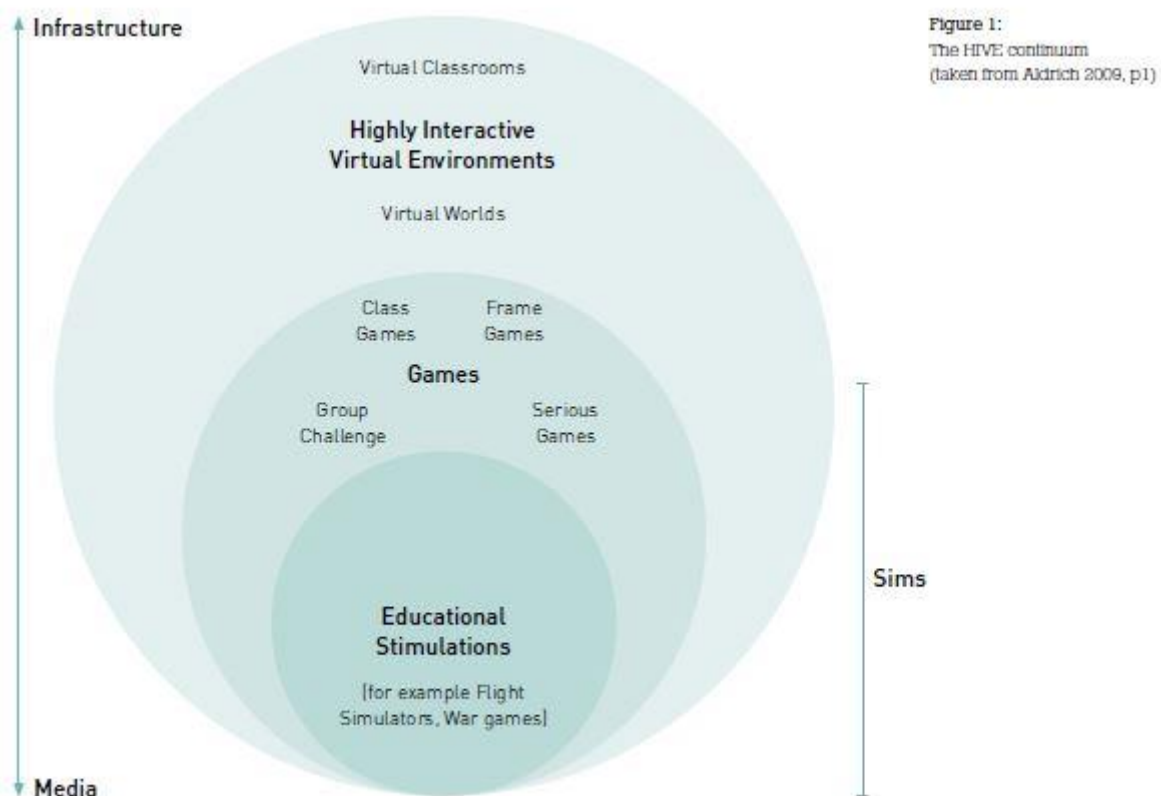 Infrastructure
Figure 1:
The HIVE continuum
(taken from Aldrich 2009, p1)
Virtual Classrooms
Highly Interactive
Virtual Environments
Virtual Worlds
Class
Games
Frame
Games
Games
Group
Challenge
Serious
Games
Sims
Educational
Stimulations
(for example Flight
Simulators, War games)
Media